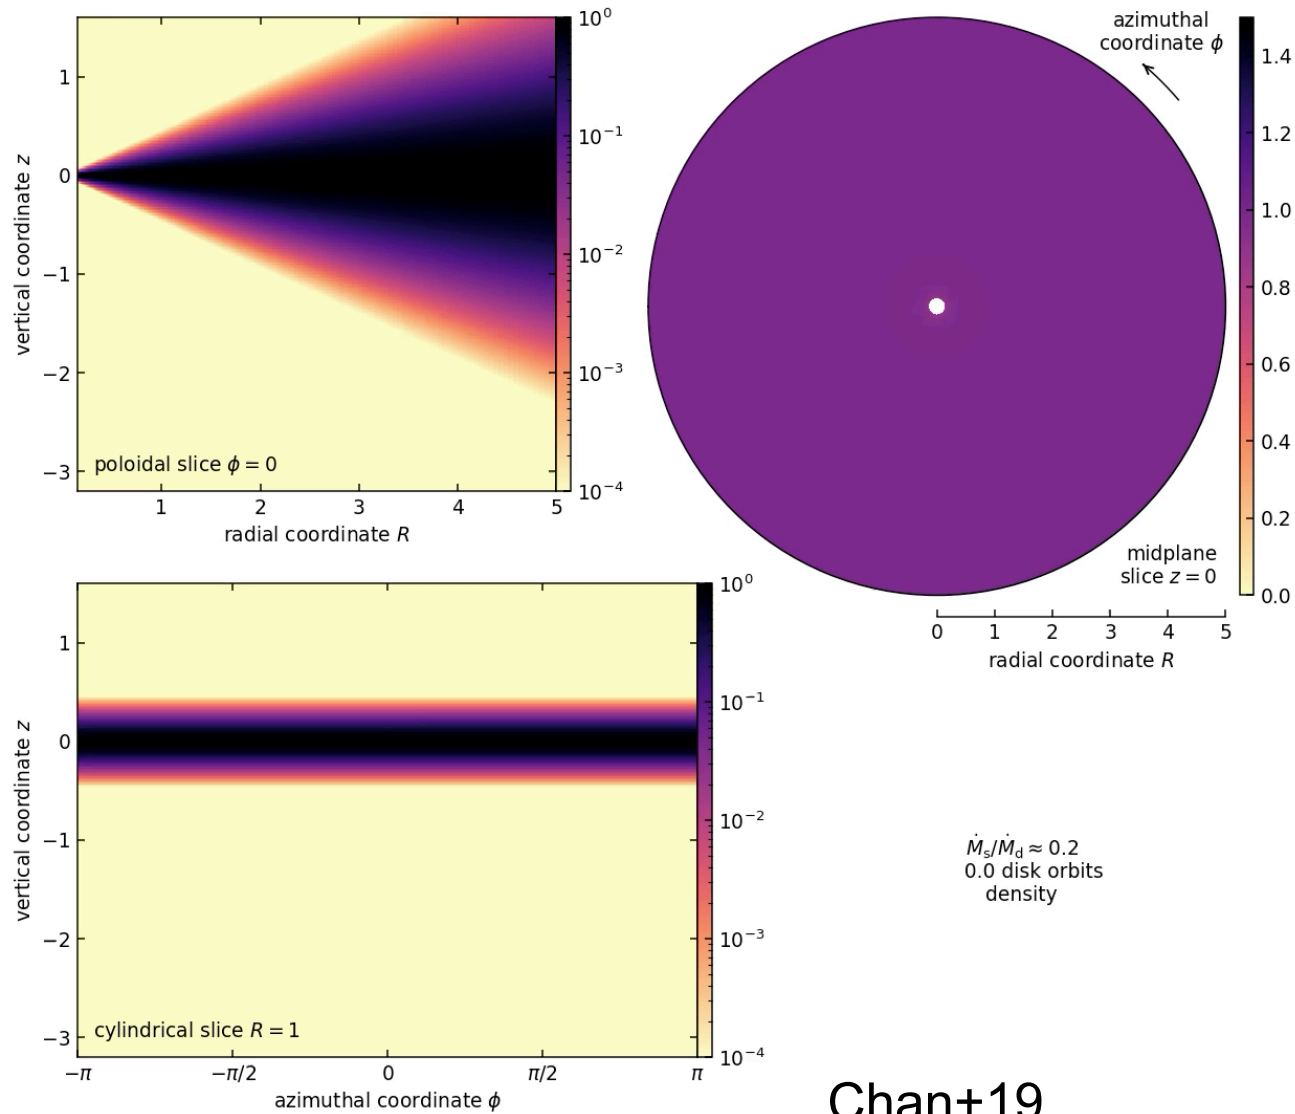 vertical coordinate z
1
0
−1
−2
−3
poloidal slice ϕ = 0
1
2
3
4
5
radial coordinate R
10⁰
10⁻¹
10⁻²
10⁻³
10⁻⁴
azimuthal
coordinate ϕ
midplane
slice z = 0
0
1
2
3
4
5
radial coordinate R
1.4
1.2
1.0
0.8
0.6
0.4
0.2
0.0
vertical coordinate z
1
0
−1
−2
−3
cylindrical slice R = 1
−π
−π/2
0
π/2
π
azimuthal coordinate ϕ
10⁰
10⁻¹
10⁻²
10⁻³
10⁻⁴
Ṁs/Ṁd ≈ 0.2
0.0 disk orbits
density
Chan+19